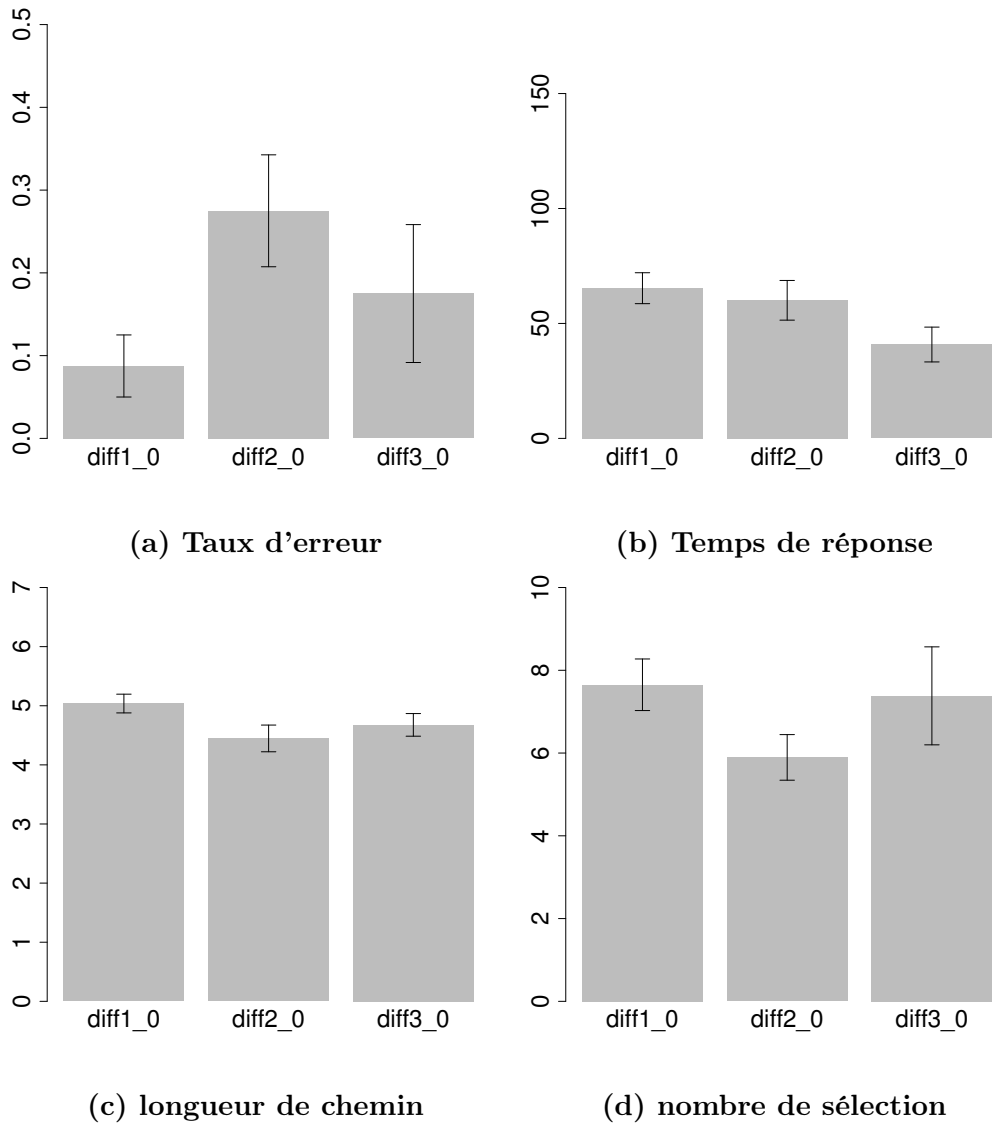 0.0 0.1 0.2 0.3 0.4 0.5
diff1_0 diff2_0 diff3_0
(a) Taux d'erreur
0 50 100 150
diff1_0 diff2_0 diff3_0
(b) Temps de réponse
0 1 2 3 4 5 6 7
diff1_0 diff2_0 diff3_0
(c) longueur de chemin
0 2 4 6 8 10
diff1_0 diff2_0 diff3_0
(d) nombre de sélection